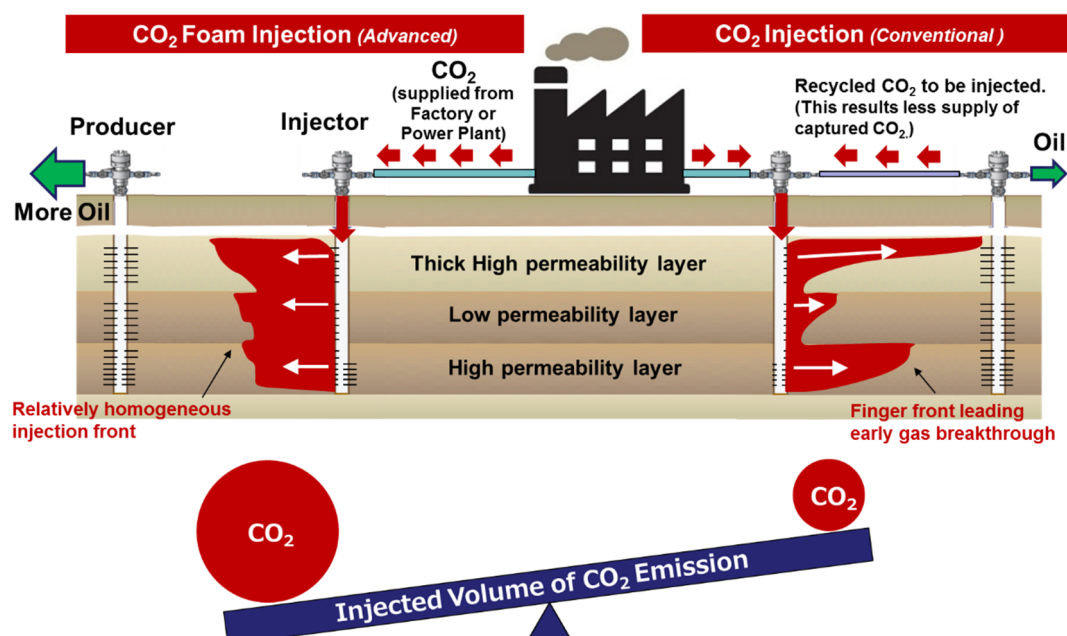 CO2 Foam Injection (Advanced)
CO2 Injection (Conventional )
CO2
(supplied from
Factory or
Power Plant)
Recycled CO2 to be injected.
(This results less supply of
captured CO2.)
Producer
Injector
Oil
More Oil
Thick High permeability layer
Low permeability layer
High permeability layer
Relatively homogeneous
injection front
Finger front leading
early gas breakthrough
CO2
CO2
Injected Volume of CO2 Emission